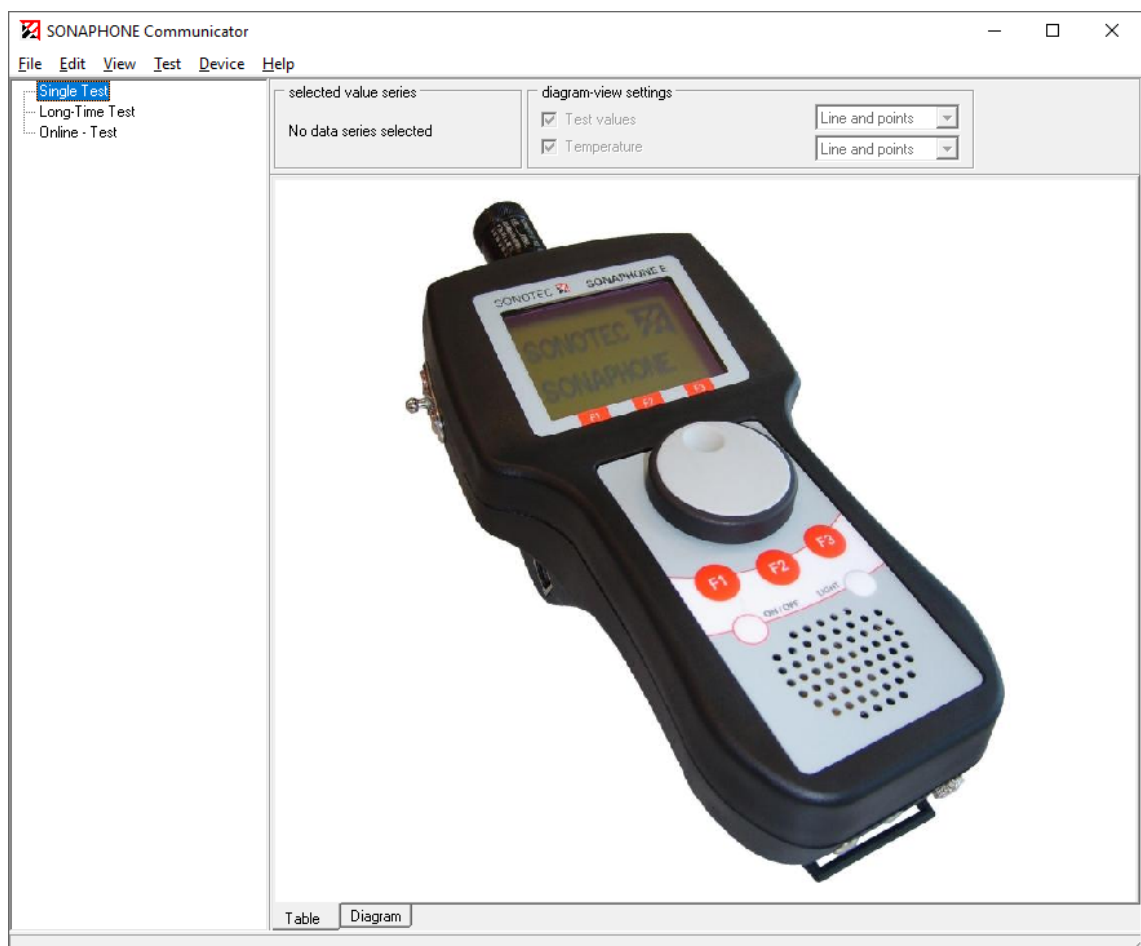 SONAPHONE Communicator
File Edit View Test Device Help
Single Test
Long-Time Test
Online - Test
selected value series
No data series selected
diagram-view settings
Test values
Line and points
Temperature
Line and points
SONOTEC SONAPHONE E
SONOTEC
SONAPHONE
F1 F2 F3
F1 F2 F3
ON / OFF LIGHT
Table Diagram